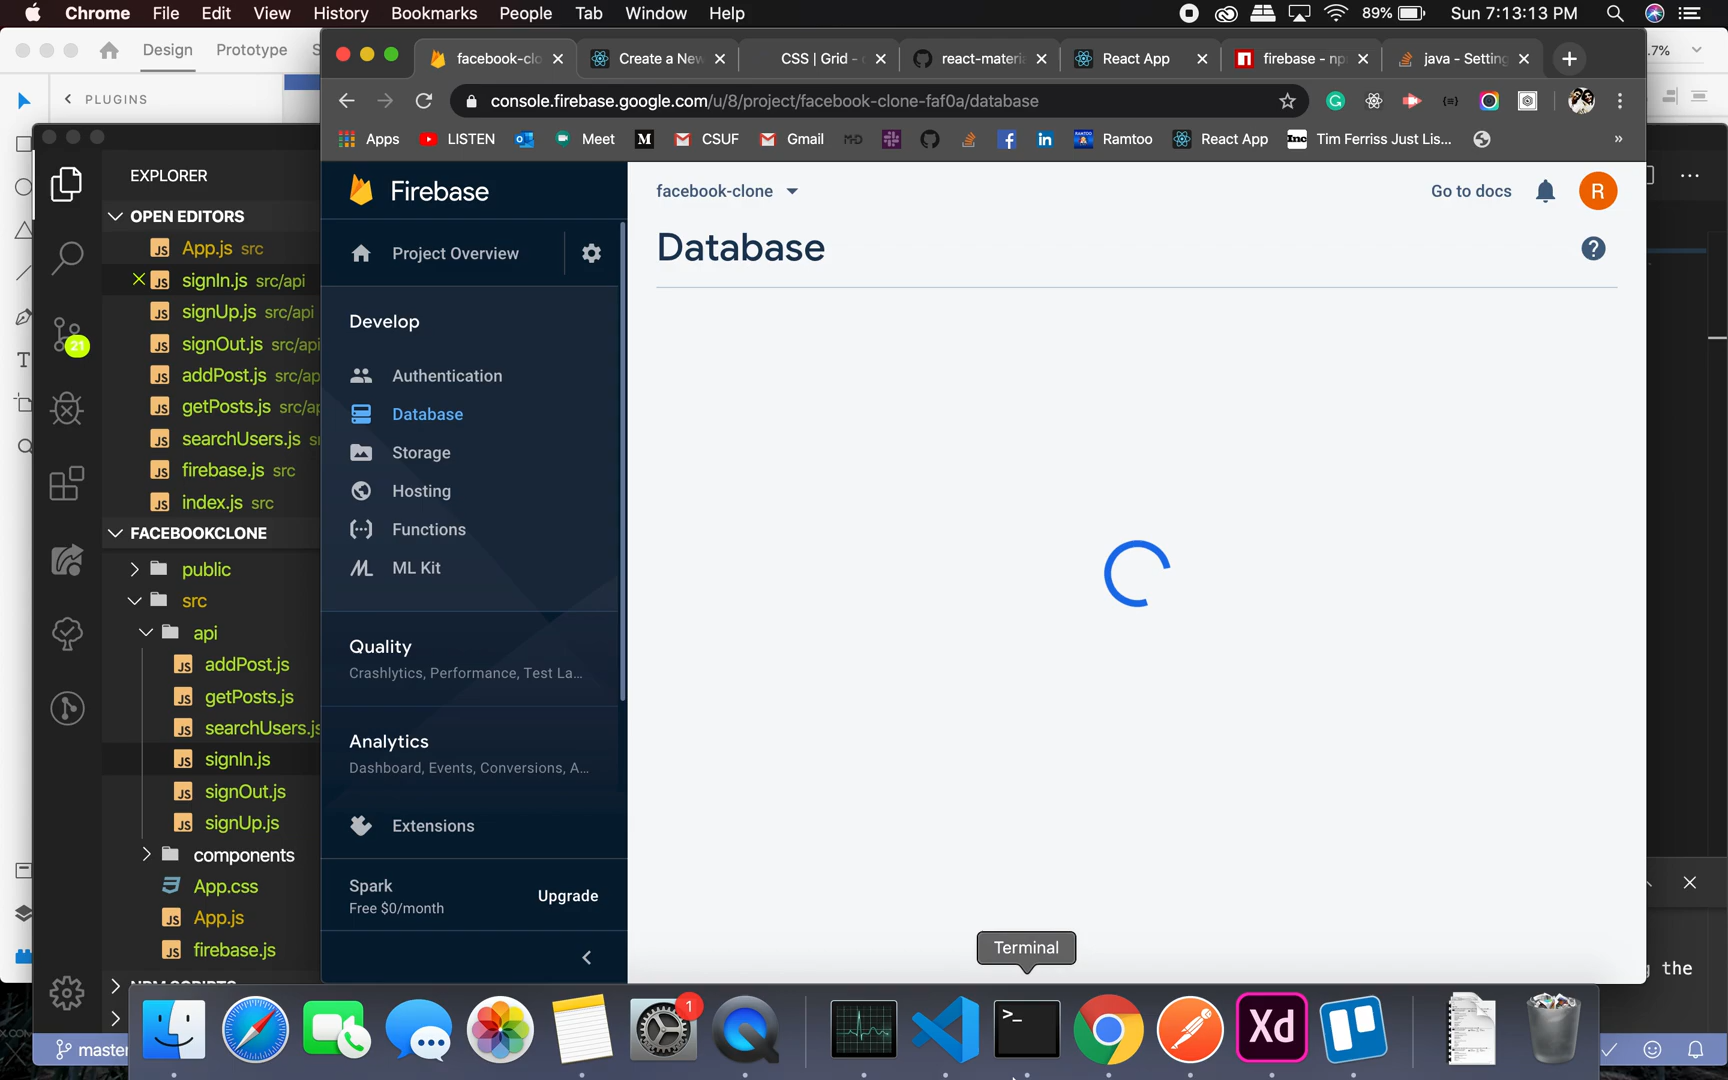 Chrome File Edit View History Bookmarks People Tab Window Help 89% Sun 7:13:13 PM
Design Prototype S
PLUGINS
.7%
facebook-clo
Create a New
CSS | Grid -
react-materi
React App
firebase - np
java - Setting
console.firebase.google.com/u/8/project/facebook-clone-faf0a/database
Apps LISTEN Meet M CSUF Gmail Ramtoo React App Tim Ferriss Just Lis... »
EXPLORER
OPEN EDITORS
App.js src
signIn.js src/api
signUp.js src/api
signOut.js src/api
addPost.js src/ap
getPosts.js src/ap
searchUsers.js s
firebase.js src
index.js src
FACEBOOKCLONE
public
src
api
addPost.js
getPosts.js
searchUsers.js
signIn.js
signOut.js
signUp.js
components
App.css
App.js
firebase.js
NPM SCRIPTS
21
master
Firebase
Project Overview
Develop
Authentication
Database
Storage
Hosting
Functions
ML Kit
Quality
Crashlytics, Performance, Test La...
Analytics
Dashboard, Events, Conversions, A...
Extensions
Spark
Free $0/month
Upgrade
facebook-clone
Go to docs
R
Database
?
Terminal
the
1
Xd